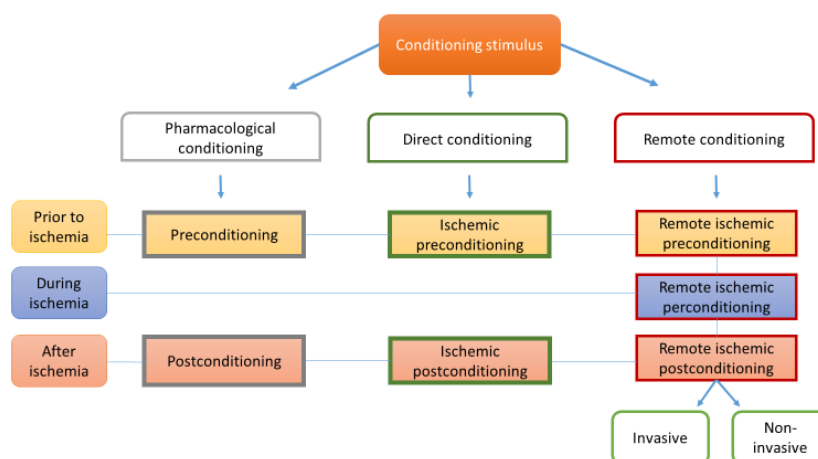 Conditioning stimulus
Pharmacological
conditioning
Direct conditioning
Remote conditioning
Prior to
ischemia
Preconditioning
Ischemic
preconditioning
Remote ischemic
preconditioning
During
ischemia
Remote ischemic
perconditioning
After
ischemia
Postconditioning
Ischemic
postconditioning
Remote ischemic
postconditioning
Invasive
Non-
invasive